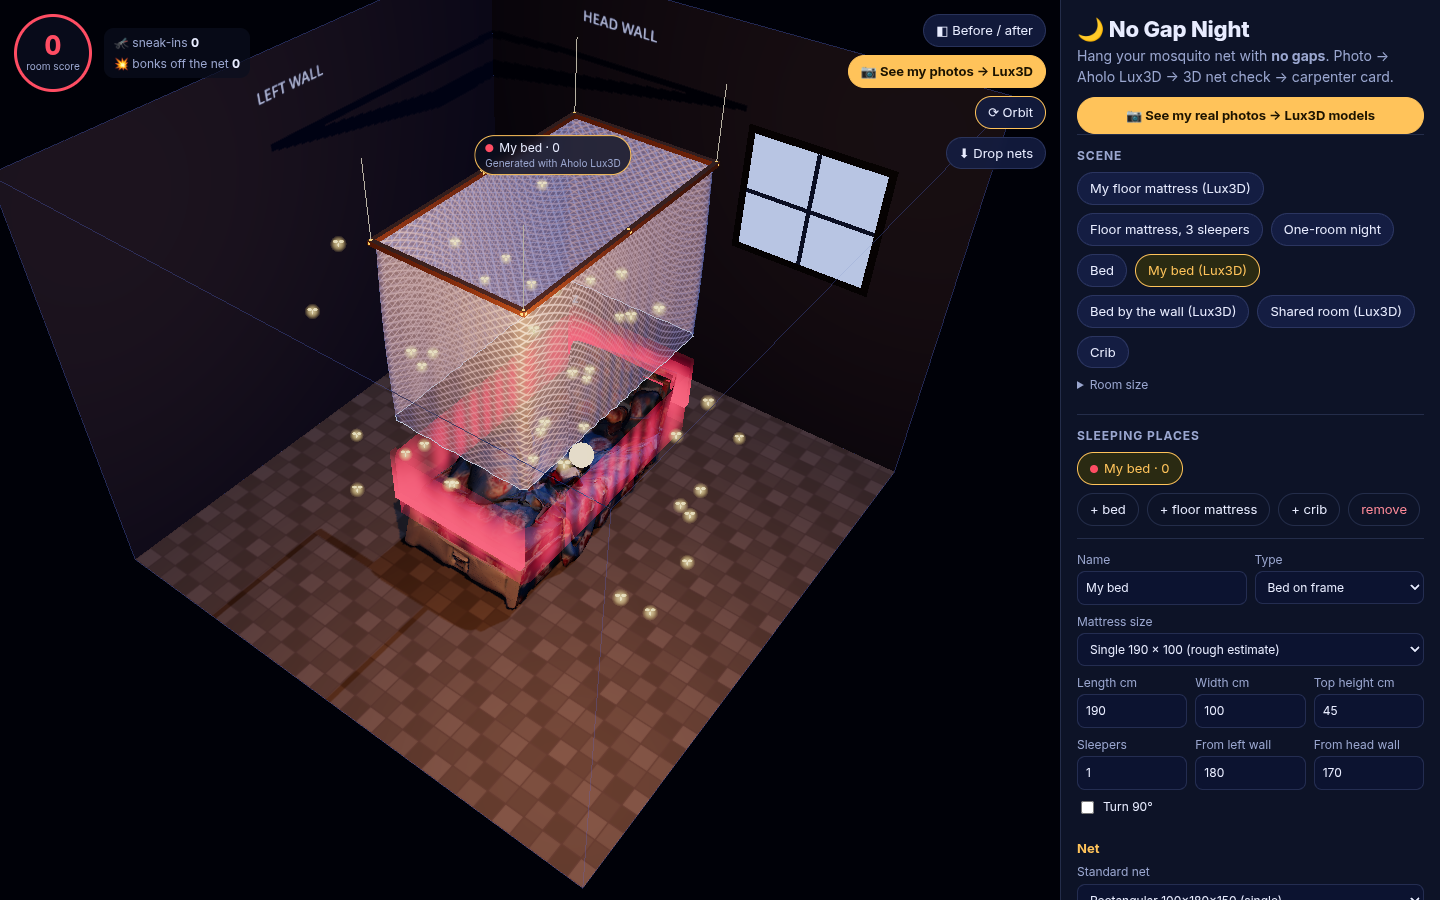 0
room score
🦟 sneak-ins 0
💥 bonks off the net 0
LEFT WALL
HEAD WALL
My bed · 0
Generated with Aholo Lux3D
◧ Before / after
📷 See my photos → Lux3D
⟳ Orbit
⬇ Drop nets
🌙 No Gap Night
Hang your mosquito net with no gaps. Photo →
Aholo Lux3D → 3D net check → carpenter card.
📷 See my real photos → Lux3D models
SCENE
My floor mattress (Lux3D)
Floor mattress, 3 sleepers
One-room night
Bed
My bed (Lux3D)
Bed by the wall (Lux3D)
Shared room (Lux3D)
Crib
▶ Room size
SLEEPING PLACES
My bed · 0
+ bed
+ floor mattress
+ crib
remove
Name
Type
My bed
Bed on frame
Mattress size
Single 190 × 100 (rough estimate)
Length cm
Width cm
Top height cm
190
100
45
Sleepers
From left wall
From head wall
1
180
170
Turn 90°
Net
Standard net
Rectangular 100x180x150 (single)